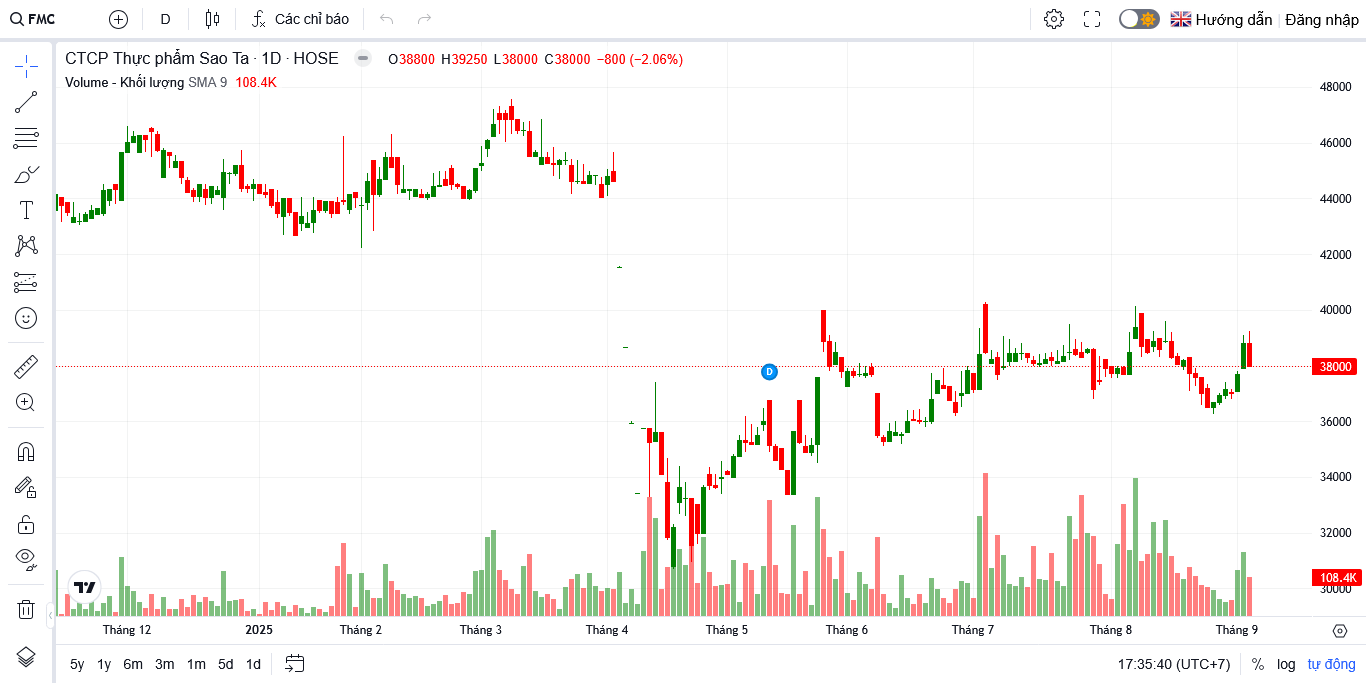 FMC D Các chỉ báo Hướng dẫn Đăng nhập
CTCP Thực phẩm Sao Ta · 1D · HOSE O38800 H39250 L38000 C38000 −800 (−2.06%)
Volume - Khối lượng SMA 9 108.4K
48000
46000
44000
42000
40000
D
38000
36000
34000
32000
108.4K
30000
Tháng 12 2025 Tháng 2 Tháng 3 Tháng 4 Tháng 5 Tháng 6 Tháng 7 Tháng 8 Tháng 9
5y 1y 6m 3m 1m 5d 1d 17:35:40 (UTC+7) % log tự động